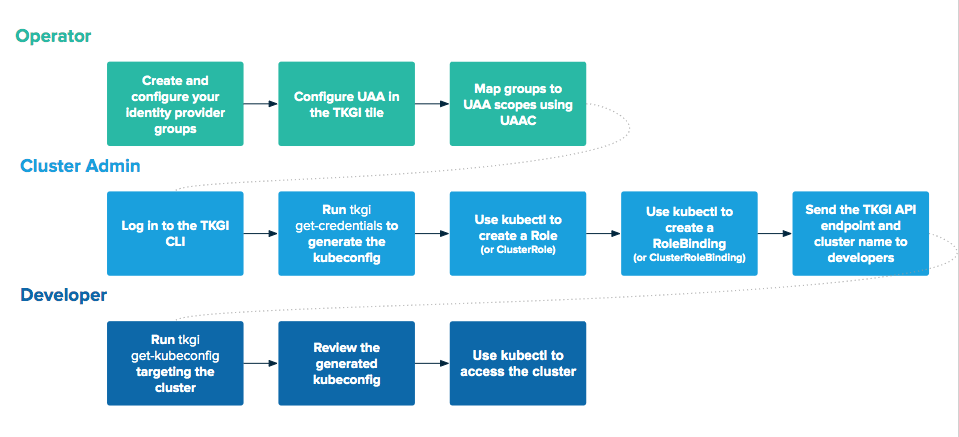 Operator
Create and
configure your
identity provider
groups
Configure UAA in
the TKGI tile
Map groups to
UAA scopes using
UAAC
Cluster Admin
Log in to the TKGI
CLI
Run tkgi
get-credentials to
generate the
kubeconfig
Use kubectl to
create a Role
(or ClusterRole)
Use kubectl to
create a
RoleBinding
(or ClusterRoleBinding)
Send the TKGI API
endpoint and
cluster name to
developers
Developer
Run tkgi
get-kubeconfig
targeting the
cluster
Review the
generated
kubeconfig
Use kubectl to
access the cluster